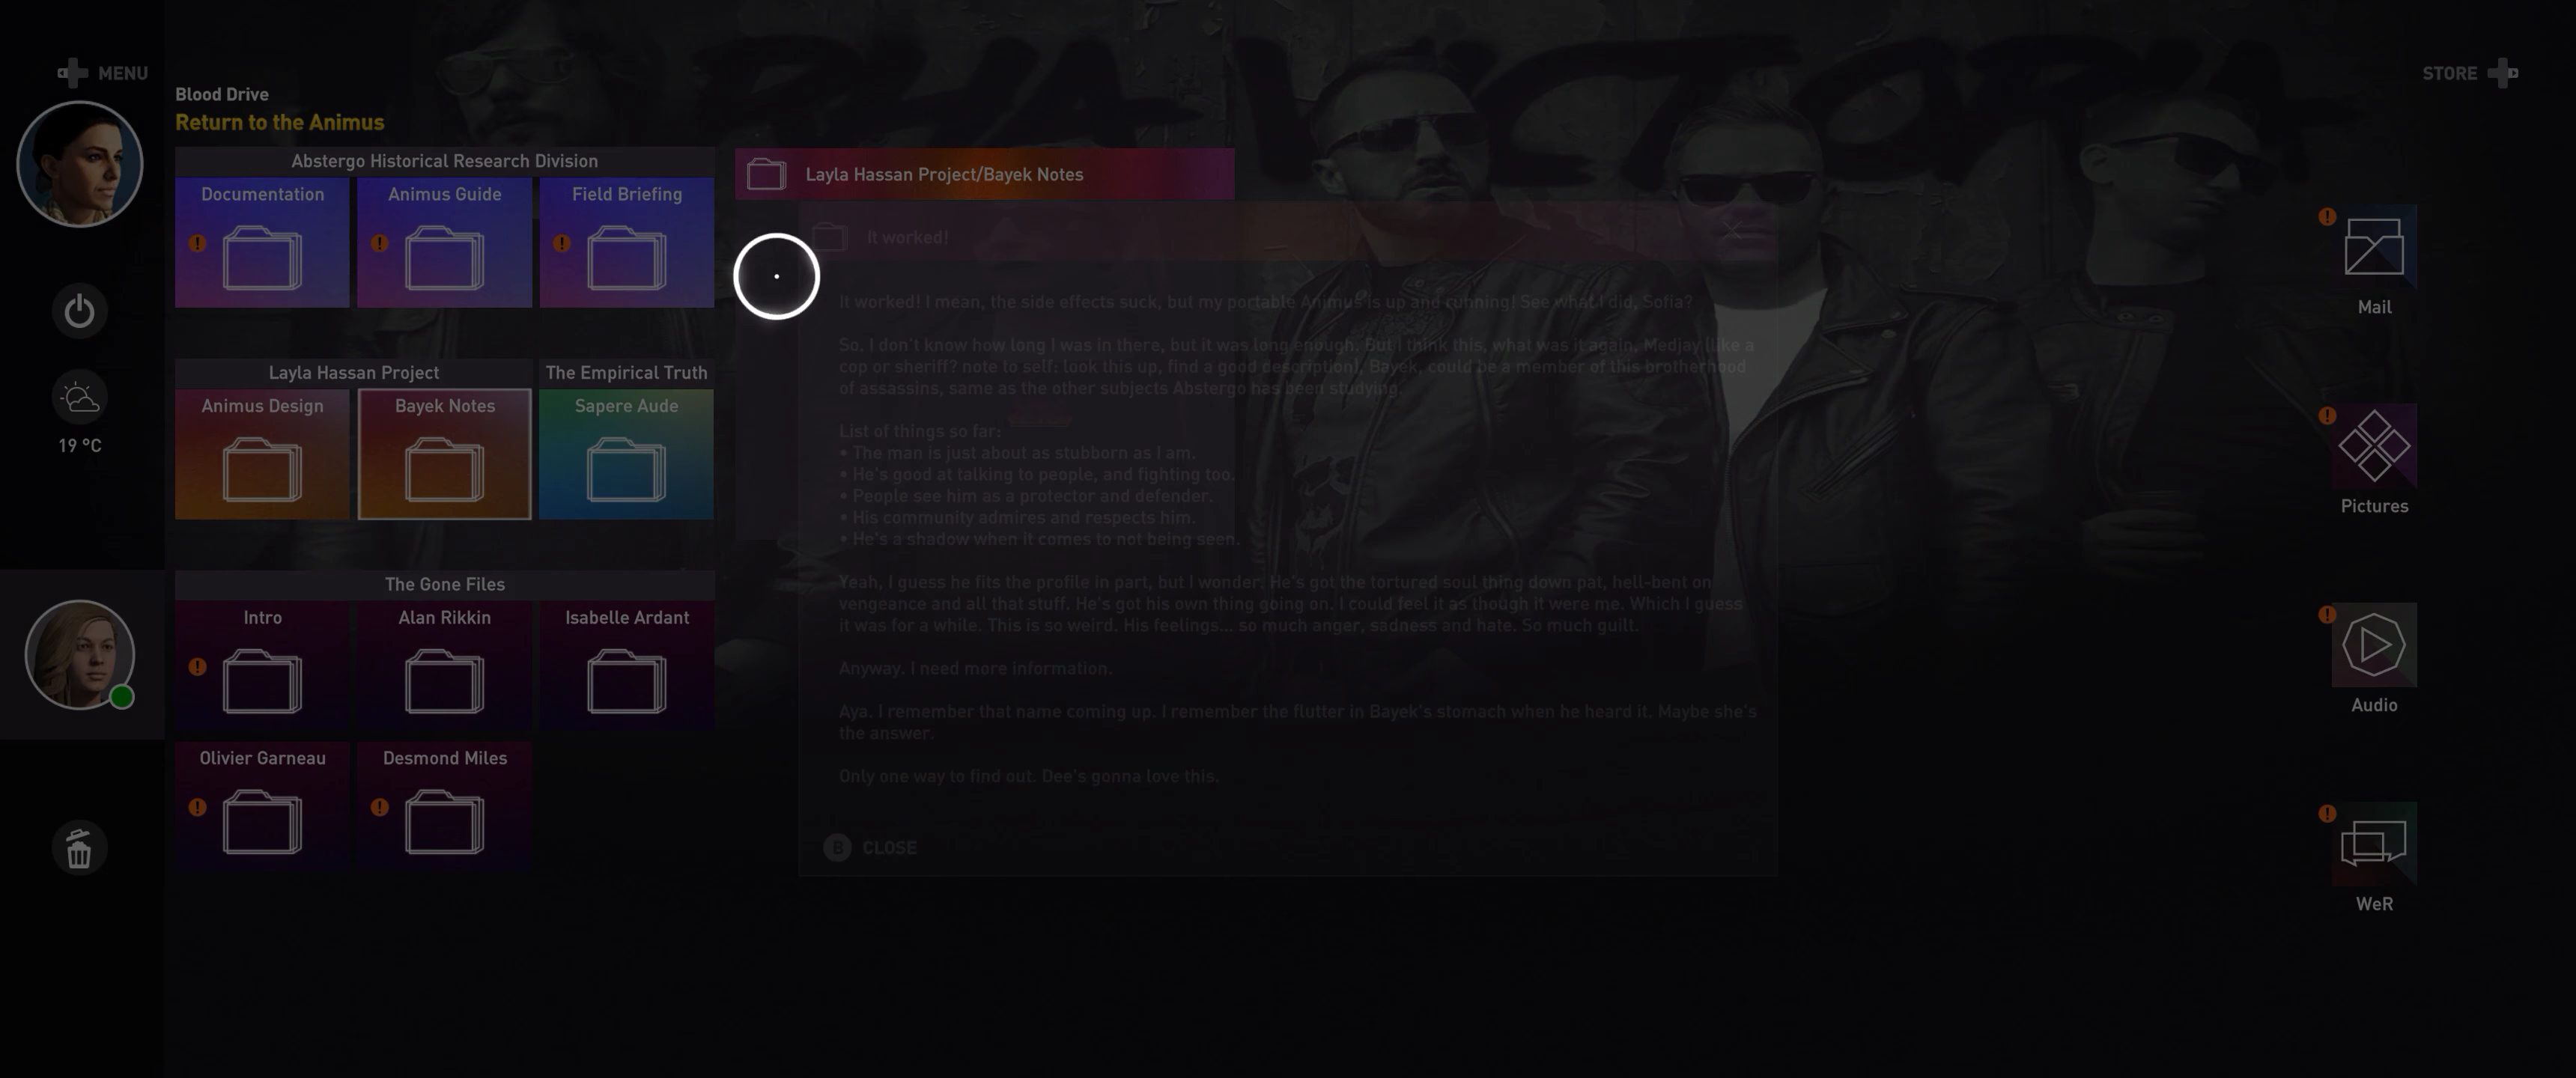 MENU
STORE
Blood Drive
Return to the Animus
Abstergo Historical Research Division
Documentation
Animus Guide
Field Briefing
Layla Hassan Project
The Empirical Truth
Animus Design
Bayek Notes
Sapere Aude
19 °C
The Gone Files
Intro
Alan Rikkin
Isabelle Ardant
Olivier Garneau
Desmond Miles
Layla Hassan Project/Bayek Notes
It worked!
It worked! I mean, the side effects suck, but my portable Animus is up and running! See what I did, Sofia?
So. I don't know how long I was in there, but it was long enough. But I think this, what was it again, Medjay (like a
cop or sheriff? note to self: look this up, find a good description), Bayek, could be a member of this brotherhood
of assassins, same as the other subjects Abstergo has been studying.
List of things so far:
• The man is just about as stubborn as I am.
• He's good at talking to people, and fighting too.
• People see him as a protector and defender.
• His community admires and respects him.
• He's a shadow when it comes to not being seen.
Yeah, I guess he fits the profile in part, but I wonder. He's got the tortured soul thing down pat, hell-bent on
vengeance and all that stuff. He's got his own thing going on. I could feel it as though it were me. Which I guess
it was for a while. This is so weird. His feelings... so much anger, sadness and hate. So much guilt.
Anyway. I need more information.
Aya. I remember that name coming up. I remember the flutter in Bayek's stomach when he heard it. Maybe she's
the answer.
Only one way to find out. Dee's gonna love this.
B CLOSE
Mail
Pictures
Audio
WeR